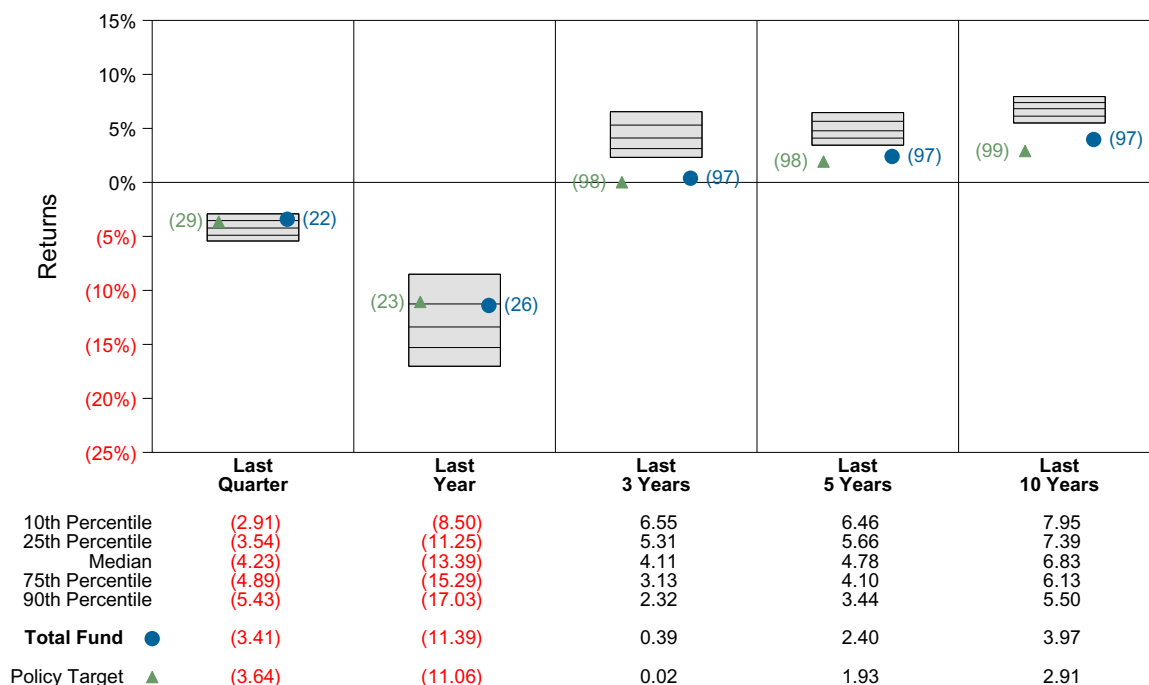 15%
10%
5%
0%
(5%)
(10%)
(15%)
(20%)
(25%)
Returns
(29) (22)
(23) (26)
(98) (97)
(98) (97)
(99) (97)
Last Quarter
Last Year
Last 3 Years
Last 5 Years
Last 10 Years
10th Percentile (2.91) (8.50) 6.55 6.46 7.95
25th Percentile (3.54) (11.25) 5.31 5.66 7.39
Median (4.23) (13.39) 4.11 4.78 6.83
75th Percentile (4.89) (15.29) 3.13 4.10 6.13
90th Percentile (5.43) (17.03) 2.32 3.44 5.50
Total Fund (3.41) (11.39) 0.39 2.40 3.97
Policy Target (3.64) (11.06) 0.02 1.93 2.91